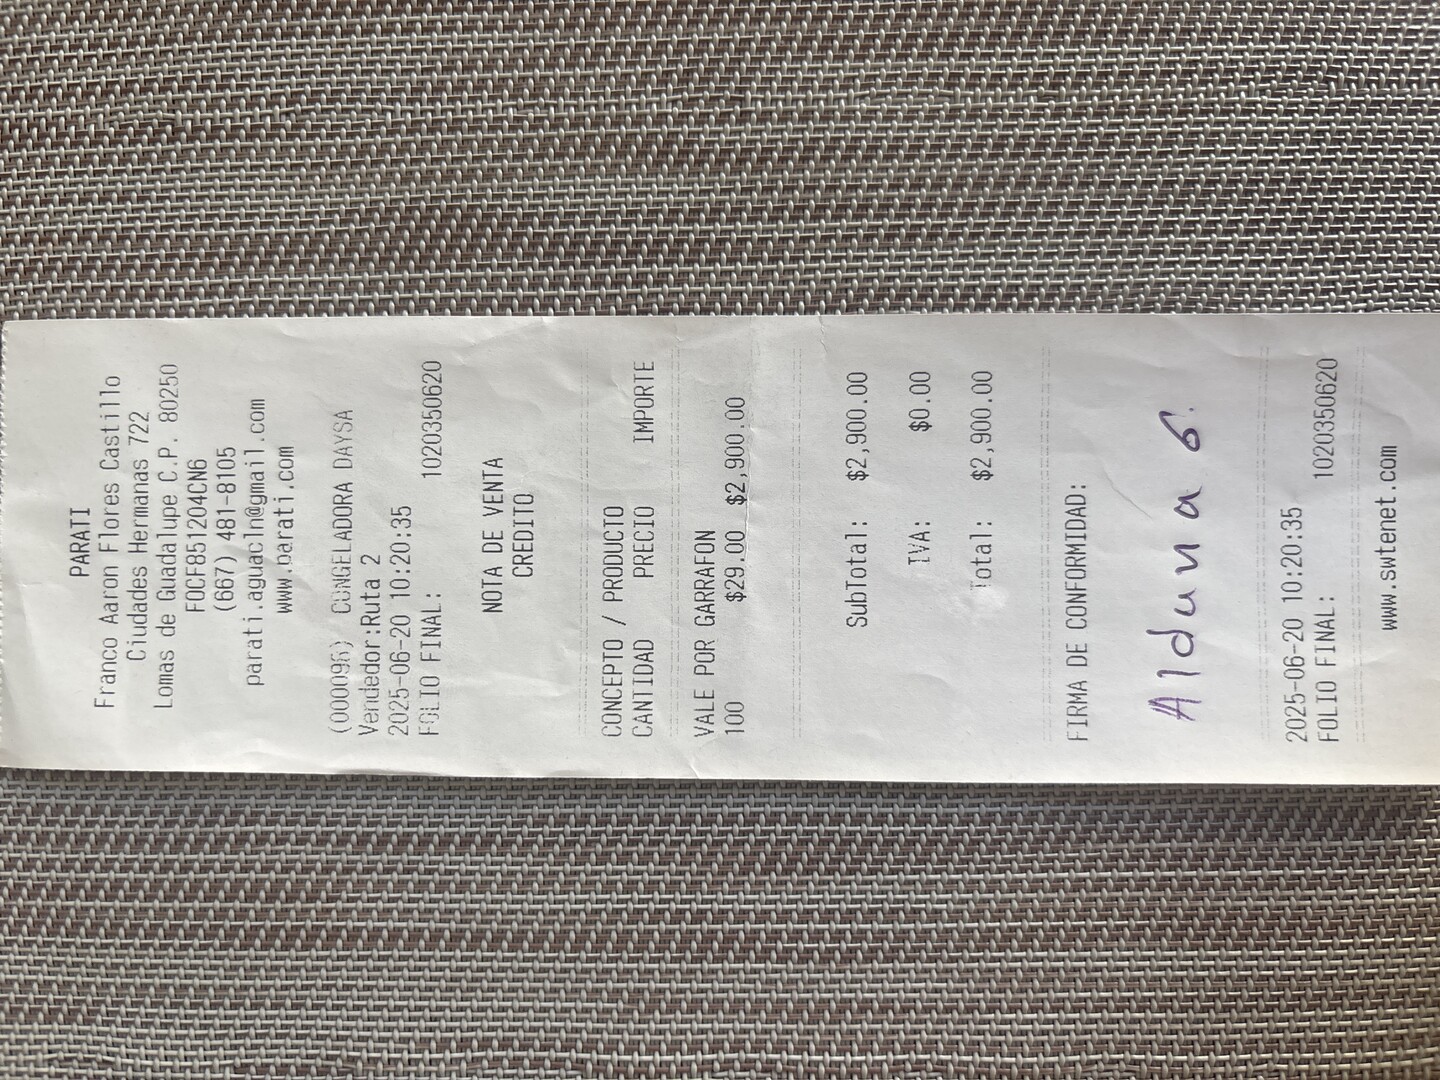 PARATI
Franco Aaron Flores Castillo
Ciudades Hermanas 722
Lomas de Guadalupe C.P. 80250
FOCF851204CN6
(667) 481-8105
parati.aguacln@gmail.com
www.parati.com
(000096) CONGELADORA DAYSA
Vendedor:Ruta 2
2025-06-20 10:20:35
FOLIO FINAL: 1020350620
NOTA DE VENTA
CREDITO
CONCEPTO / PRODUCTO
CANTIDAD PRECIO IMPORTE
VALE POR GARRAFON
100 $29.00 $2,900.00
SubTotal: $2,900.00
IVA: $0.00
Total: $2,900.00
FIRMA DE CONFORMIDAD:
Alduna G.
2025-06-20 10:20:35
FOLIO FINAL: 1020350620
www.swtenet.com